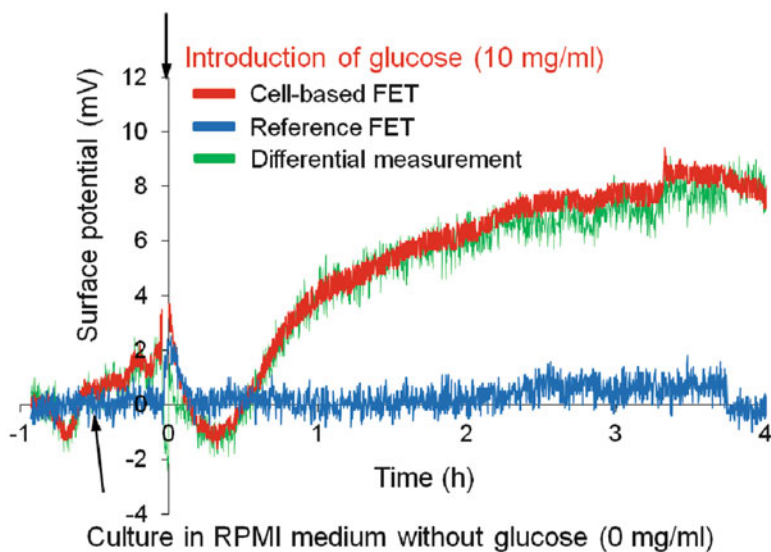 Introduction of glucose (10 mg/ml)
Cell-based FET
Reference FET
Differential measurement
Surface potential (mV)
12
10
8
6
4
2
0
-2
-4
-1
0
1
2
3
4
Time (h)
Culture in RPMI medium without glucose (0 mg/ml)